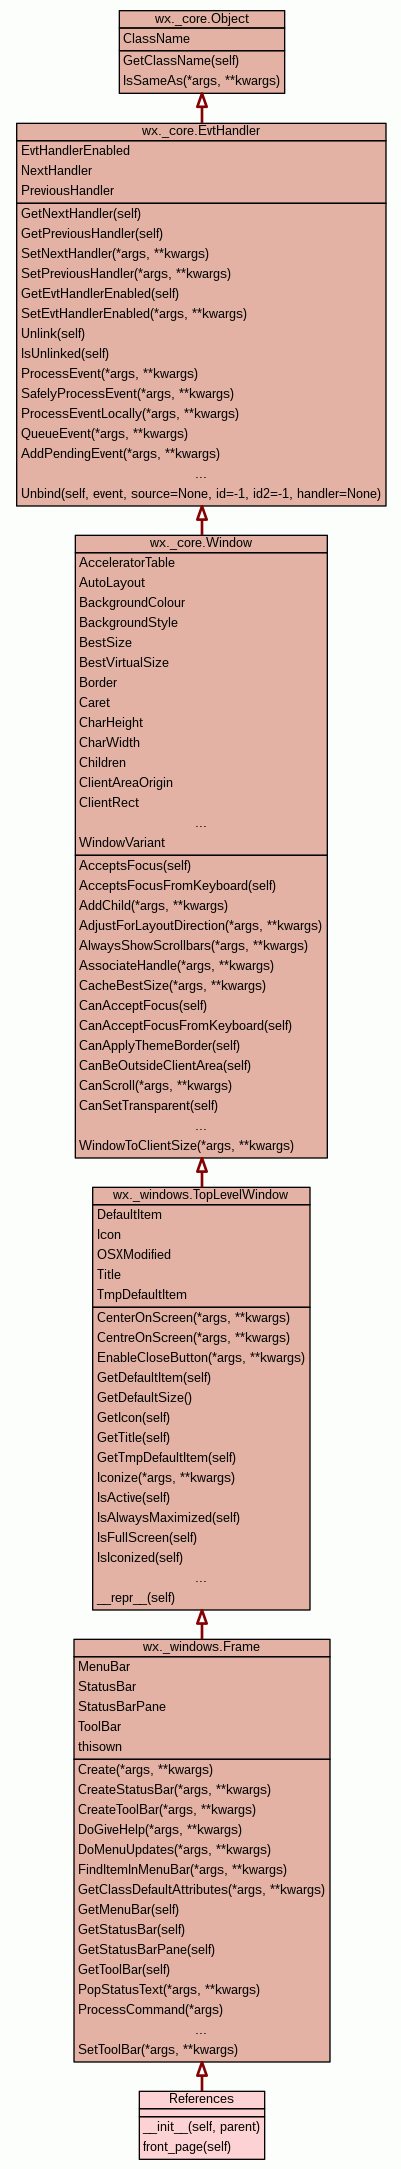 wx._core.Object
ClassName
GetClassName(self)
IsSameAs(*args, **kwargs)
wx._core.EvtHandler
EvtHandlerEnabled
NextHandler
PreviousHandler
GetNextHandler(self)
GetPreviousHandler(self)
SetNextHandler(*args, **kwargs)
SetPreviousHandler(*args, **kwargs)
GetEvtHandlerEnabled(self)
SetEvtHandlerEnabled(*args, **kwargs)
Unlink(self)
IsUnlinked(self)
ProcessEvent(*args, **kwargs)
SafelyProcessEvent(*args, **kwargs)
ProcessEventLocally(*args, **kwargs)
QueueEvent(*args, **kwargs)
AddPendingEvent(*args, **kwargs)
...
Unbind(self, event, source=None, id=-1, id2=-1, handler=None)
wx._core.Window
AcceleratorTable
AutoLayout
BackgroundColour
BackgroundStyle
BestSize
BestVirtualSize
Border
Caret
CharHeight
CharWidth
Children
ClientAreaOrigin
ClientRect
...
WindowVariant
AcceptsFocus(self)
AcceptsFocusFromKeyboard(self)
AddChild(*args, **kwargs)
AdjustForLayoutDirection(*args, **kwargs)
AlwaysShowScrollbars(*args, **kwargs)
AssociateHandle(*args, **kwargs)
CacheBestSize(*args, **kwargs)
CanAcceptFocus(self)
CanAcceptFocusFromKeyboard(self)
CanApplyThemeBorder(self)
CanBeOutsideClientArea(self)
CanScroll(*args, **kwargs)
CanSetTransparent(self)
...
WindowToClientSize(*args, **kwargs)
wx._windows.TopLevelWindow
DefaultItem
Icon
OSXModified
Title
TmpDefaultItem
CenterOnScreen(*args, **kwargs)
CentreOnScreen(*args, **kwargs)
EnableCloseButton(*args, **kwargs)
GetDefaultItem(self)
GetDefaultSize()
GetIcon(self)
GetTitle(self)
GetTmpDefaultItem(self)
Iconize(*args, **kwargs)
IsActive(self)
IsAlwaysMaximized(self)
IsFullScreen(self)
IsIconized(self)
...
__repr__(self)
wx._windows.Frame
MenuBar
StatusBar
StatusBarPane
ToolBar
thisown
Create(*args, **kwargs)
CreateStatusBar(*args, **kwargs)
CreateToolBar(*args, **kwargs)
DoGiveHelp(*args, **kwargs)
DoMenuUpdates(*args, **kwargs)
FindItemInMenuBar(*args, **kwargs)
GetClassDefaultAttributes(*args, **kwargs)
GetMenuBar(self)
GetStatusBar(self)
GetStatusBarPane(self)
GetToolBar(self)
PopStatusText(*args, **kwargs)
ProcessCommand(*args)
...
SetToolBar(*args, **kwargs)
References
__init__(self, parent)
front_page(self)